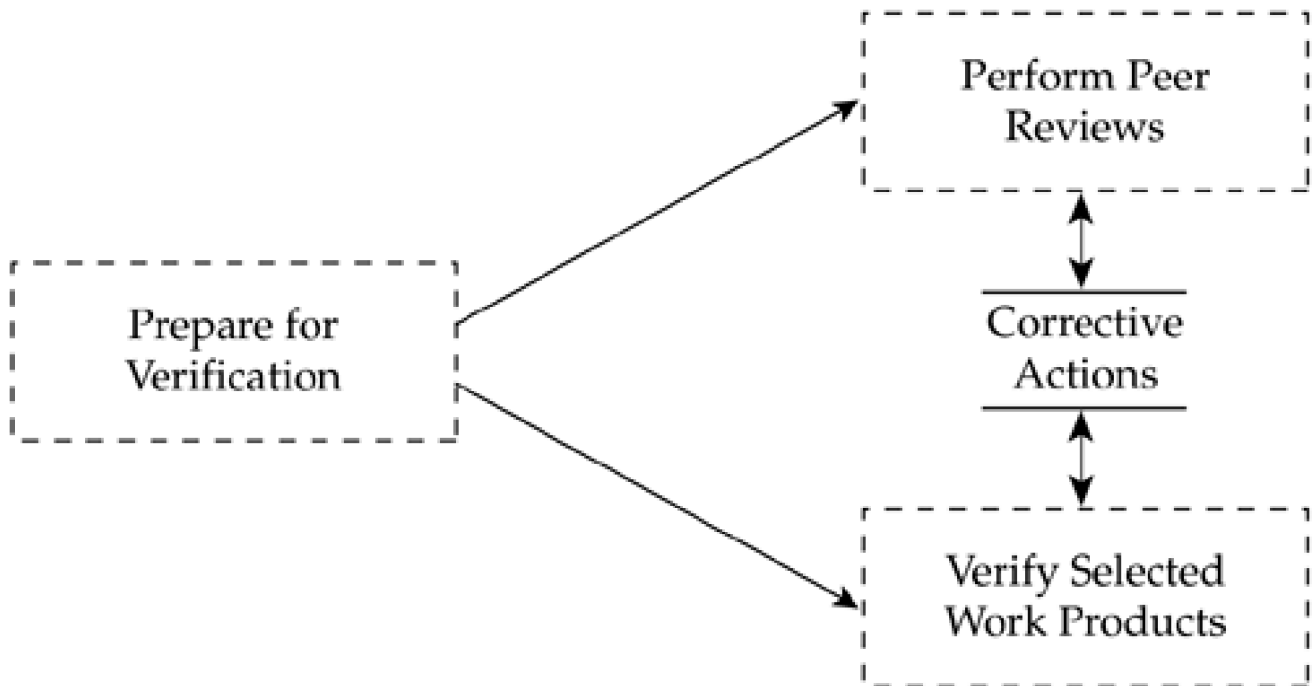 Perform Peer
Reviews
Prepare for
Verification
Corrective
Actions
Verify Selected
Work Products